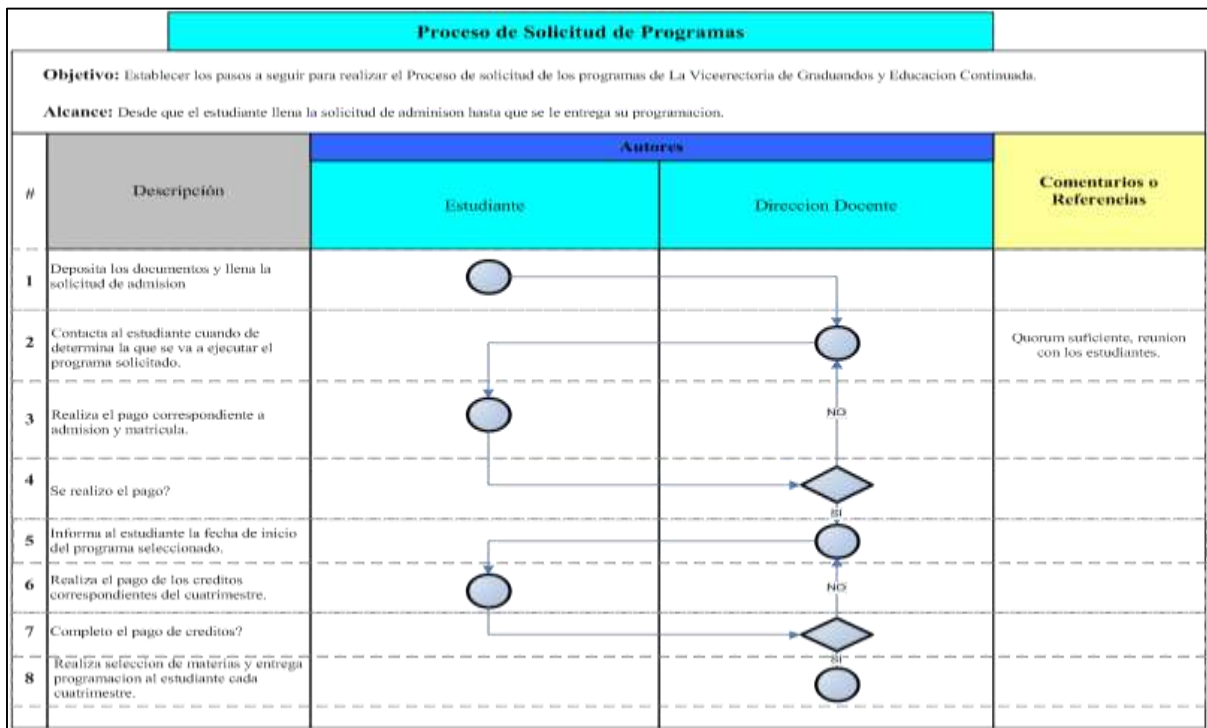 Proceso de Solicitud de Programas
Objetivo: Establecer los pasos a seguir para realizar el Proceso de solicitud de los programas de La Viceerectoria de Graduandos y Educacion Continuada.
Alcance: Desde que el estudiante llena la solicitud de adminison hasta que se le entrega su programacion.
#
Descripción
Autores
Estudiante
Direccion Docente
Comentarios o
Referencias
1
Deposita los documentos y llena la
solicitud de admision
2
Contacta al estudiante cuando de
determina la que se va a ejecutar el
programa solicitado.
Quorum suficiente, reunion
con los estudiantes.
3
Realiza el pago correspondiente a
admision y matricula.
NO
4
Se realizo el pago?
SI
5
Informa al estudiante la fecha de inicio
del programa seleccionado.
6
Realiza el pago de los creditos
correspondientes del cuatrimestre.
NO
7
Completo el pago de creditos?
SI
8
Realiza seleccion de materias y entrega
programacion al estudiante cada
cuatrimestre.